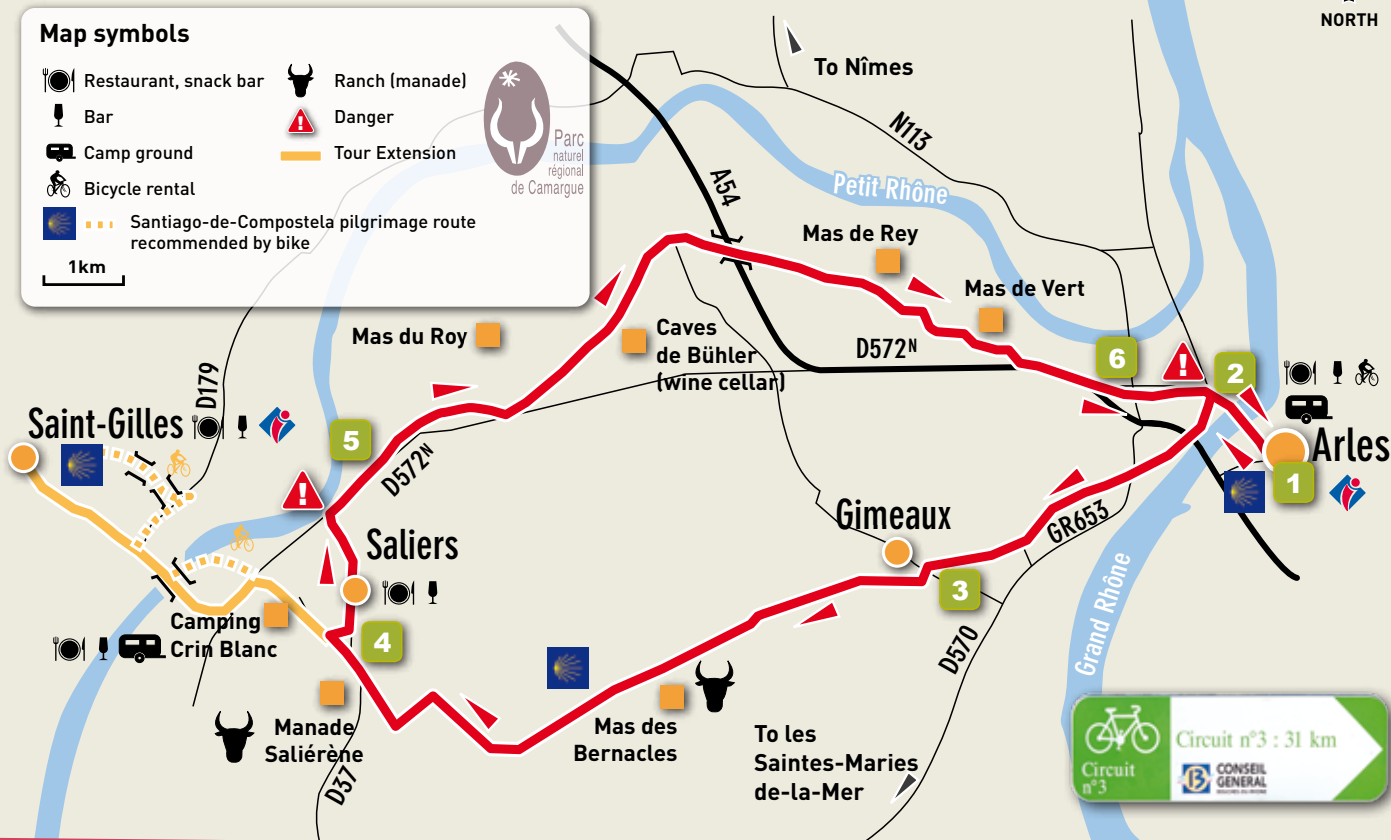 Map symbols
Restaurant, snack bar
Bar
Camp ground
Bicycle rental
Ranch (manade)
Danger
Tour Extension
Santiago-de-Compostela pilgrimage route
recommended by bike
1km
Parc
naturel
régional
de Camargue
NORTH
To Nîmes
N113
A54
Petit Rhône
Mas de Rey
Mas de Vert
Mas du Roy
Caves
de Bühler
(wine cellar)
D572N
6
2
D179
Saint-Gilles
5
D572N
Arles
1
Saliers
Gimeaux
GR653
3
Grand Rhône
Camping
Crin Blanc
4
D570
Manade
Saliérène
Mas des
Bernacles
To les
Saintes-Maries
de-la-Mer
D37
Circuit n°3 : 31 km
Circuit
n°3
CONSEIL
GENERAL
BOUCHES-DU-RHÔNE